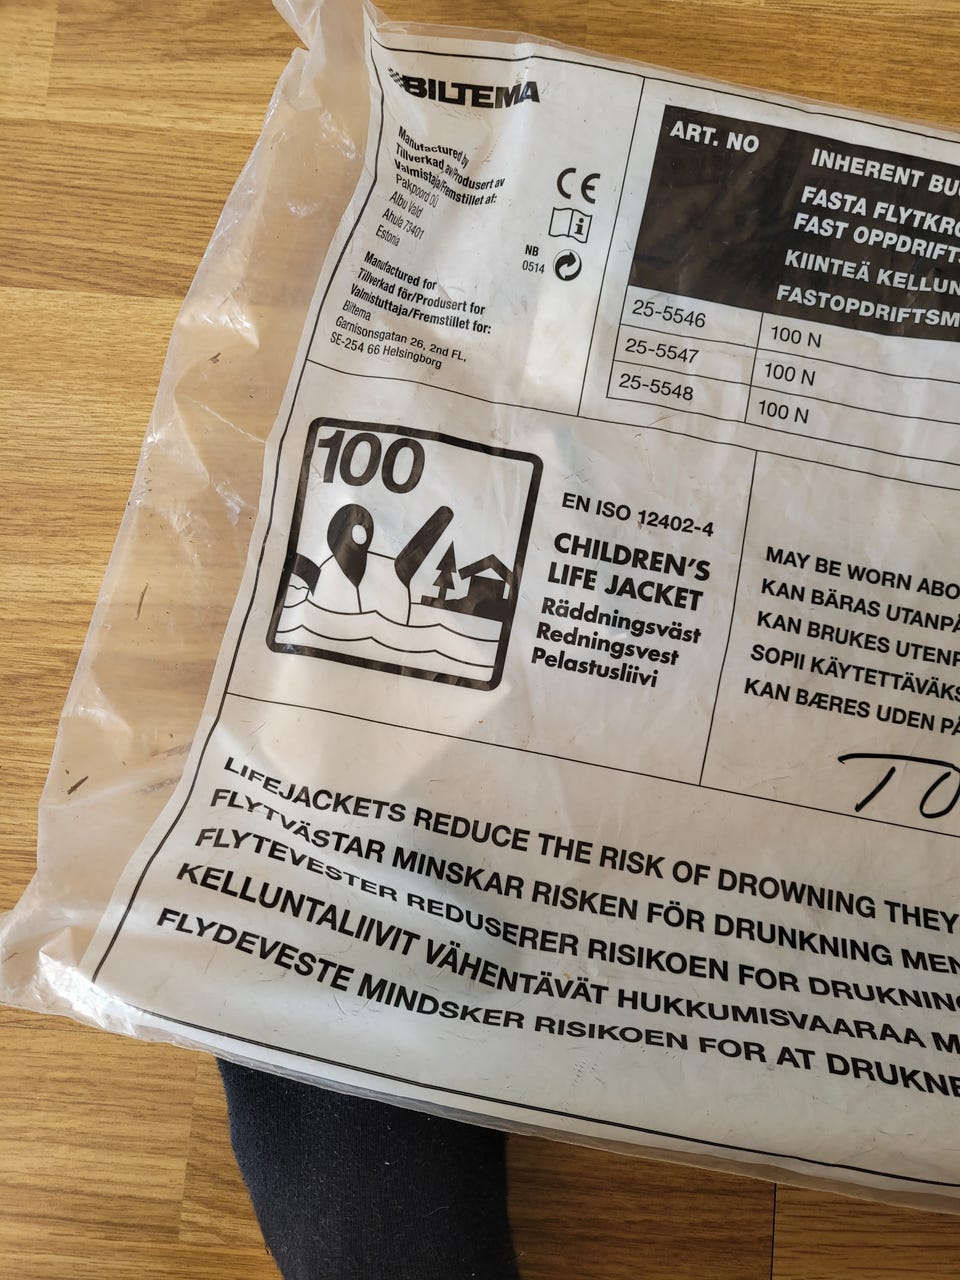 BILTEMA
Manufactured by
Tillverkad av/Produsert av
Valmistaja/Fremstillet af:
Pakpoord OÜ
Albu Vald
Ahula 73401
Estonia
CE
i
NB
0514
Manufactured for
Tillverkad för/Produsert for
Valmistuttaja/Fremstillet for:
Biltema
Garnisonsgatan 26, 2nd FL,
SE-254 66 Helsingborg
ART. NO
INHERENT BU
FASTA FLYTKR
FAST OPPDRIFTS
KIINTEÄ KELLUN
FASTOPDRIFTSM
25-5546 100 N
25-5547 100 N
25-5548 100 N
100
EN ISO 12402-4
CHILDREN'S
LIFE JACKET
Räddningsväst
Redningsvest
Pelastusliivi
MAY BE WORN ABO
KAN BÄRAS UTANPÅ
KAN BRUKES UTENP
SOPII KÄYTETTÄVÄKS
KAN BÆRES UDEN PÅ
TO
LIFEJACKETS REDUCE THE RISK OF DROWNING THEY
FLYTVÄSTAR MINSKAR RISKEN FÖR DRUNKNING MEN
FLYTEVESTER REDUSERER RISIKOEN FOR DRUKNING
KELLUNTALIIVIT VÄHENTÄVÄT HUKKUMISVAARAA M
FLYDEVESTE MINDSKER RISIKOEN FOR AT DRUKNE